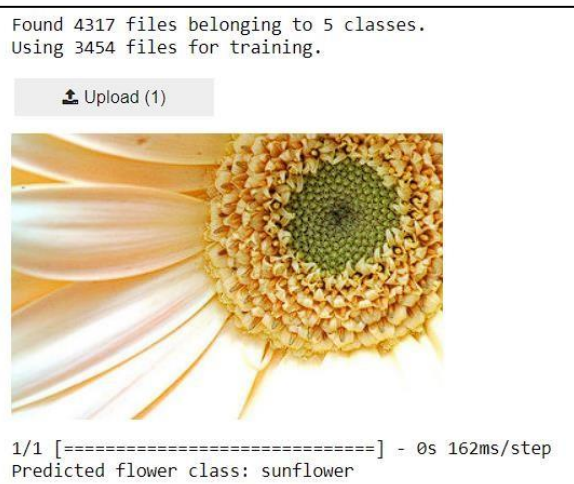 Found 4317 files belonging to 5 classes.
Using 3454 files for training.
Upload (1)
1/1 [==============================] - 0s 162ms/step
Predicted flower class: sunflower